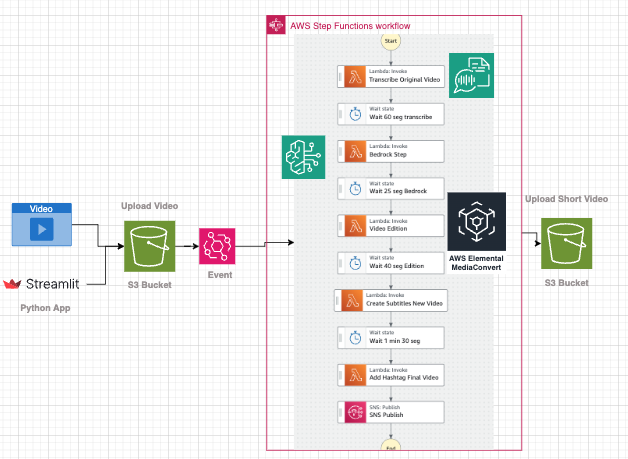 AWS Step Functions workflow
Start
Lambda: Invoke
Transcribe Original Video
Wait state
Wait 60 seg transcribe
Lambda: Invoke
Bedrock Step
Wait state
Wait 25 seg Bedrock
Lambda: Invoke
Video Edition
Wait state
Wait 40 seg Edition
Lambda: Invoke
Create Subtitles New Video
Wait state
Wait 1 min 30 seg
Lambda: Invoke
Add Hashtag Final Video
SNS: Publish
SNS Publish
End
Video
Streamlit
Python App
Upload Video
S3 Bucket
Event
AWS Elemental
MediaConvert
Upload Short Video
S3 Bucket